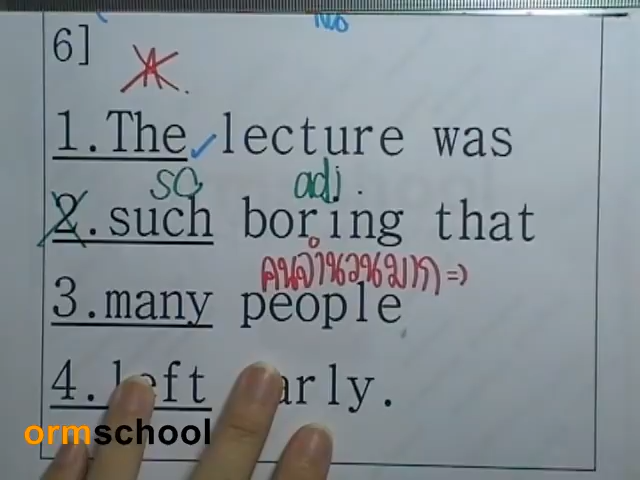 6]
1.The lecture was
so adj.
2.such boring that
คนจำนวนมาก =>
3.many people
4.left early.
ormschool